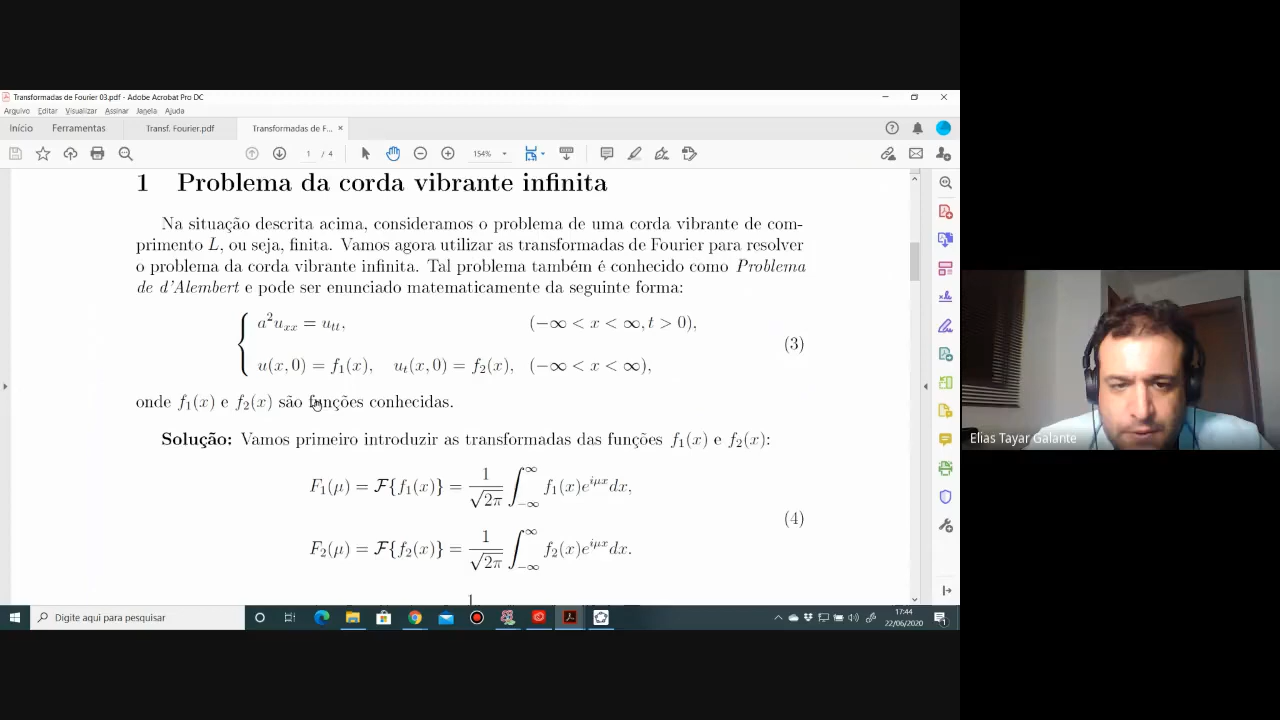 Transformadas de Fourier 03.pdf - Adobe Acrobat Pro DC
Arquivo Editar Visualizar Assinar Janela Ajuda
Início Ferramentas Transf. Fourier.pdf Transformadas de F... ×
1 / 4 154%
1 Problema da corda vibrante infinita
Na situação descrita acima, consideramos o problema de uma corda vibrante de com-
primento L, ou seja, finita. Vamos agora utilizar as transformadas de Fourier para resolver
o problema da corda vibrante infinita. Tal problema também é conhecido como Problema
de d'Alembert e pode ser enunciado matematicamente da seguinte forma:
a²uₓₓ = uₜₜ, (−∞ < x < ∞, t > 0),
(3)
u(x, 0) = f₁(x), uₜ(x, 0) = f₂(x), (−∞ < x < ∞),
onde f₁(x) e f₂(x) são funções conhecidas.
Solução: Vamos primeiro introduzir as transformadas das funções f₁(x) e f₂(x):
F₁(μ) = ℱ{f₁(x)} = 1/√2π ∫_{−∞}^{∞} f₁(x)e^{iμx}dx,
(4)
F₂(μ) = ℱ{f₂(x)} = 1/√2π ∫_{−∞}^{∞} f₂(x)e^{iμx}dx.
1
Elias Tayar Galante
Digite aqui para pesquisar
17:44
22/06/2020